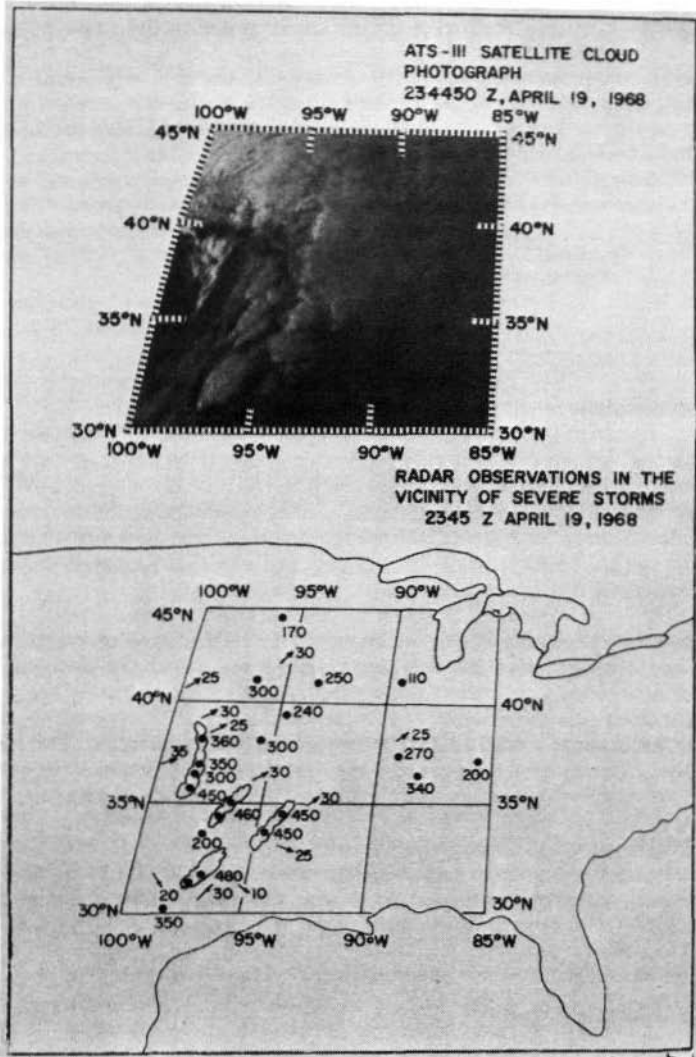 ATS-III SATELLITE CLOUD
PHOTOGRAPH
234450 Z, APRIL 19, 1968
100°W 95°W 90°W 85°W
45°N 45°N
40°N 40°N
35°N 35°N
30°N 30°N
100°W 95°W 90°W 85°W
RADAR OBSERVATIONS IN THE
VICINITY OF SEVERE STORMS
2345 Z APRIL 19, 1968
100°W 95°W 90°W
45°N 45°N
170
30
25 300 250 110
40°N 40°N
30 240
25
360 300 25
35 350 270 200
300 30 340
450
35°N 30 35°N
460 450
200 450
25
480
20 30 10
30°N 30°N
350
100°W 95°W 90°W 85°W